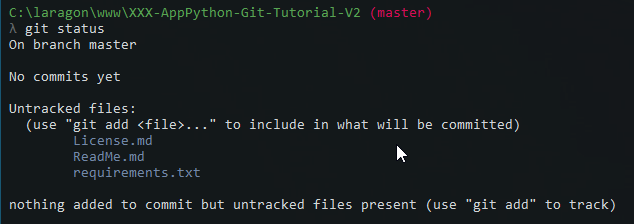 C:\laragon\www\XXX-AppPython-Git-Tutorial-V2 (master)
λ git status
On branch master
No commits yet
Untracked files:
(use "git add <file>..." to include in what will be committed)
License.md
ReadMe.md
requirements.txt
nothing added to commit but untracked files present (use "git add" to track)